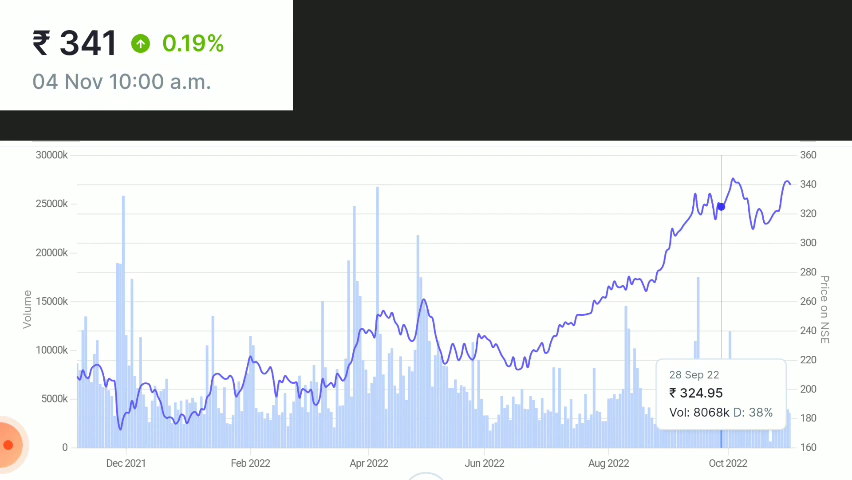 ₹ 341 0.19%
04 Nov 10:00 a.m.
30000k
25000k
20000k
15000k
10000k
5000k
0
Volume
360
340
320
300
280
260
240
220
200
180
160
Price on NSE
28 Sep 22
₹ 324.95
Vol: 8068k D: 38%
Dec 2021 Feb 2022 Apr 2022 Jun 2022 Aug 2022 Oct 2022